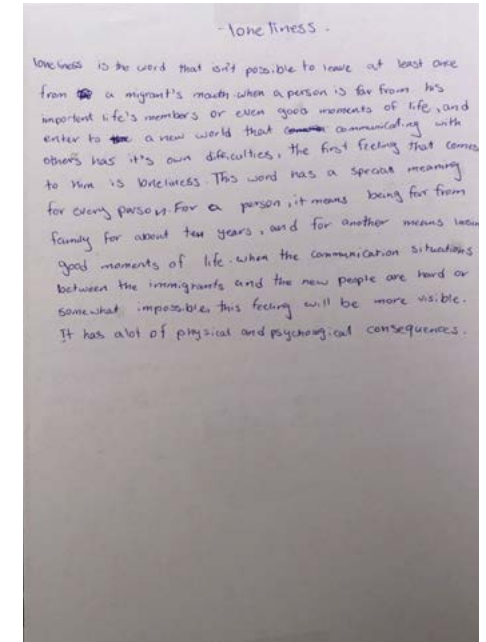 -loneliness.
loneliness is the word that isn't possible to leave at least once
from a migrant's mouth. when a person is far from his
important life's members or even good moments of life, and
enter to a new world that communicating with
others has it's own difficulties, the first feeling that comes
to him is loneliness. This word has a special meaning
for every person. For a person, it means being far from
family for about ten years, and for another means
good moments of life. when the communication situations
between the immigrants and the new people are hard or
somewhat impossible, this feeling will be more visible.
It has alot of physical and psychological consequences.